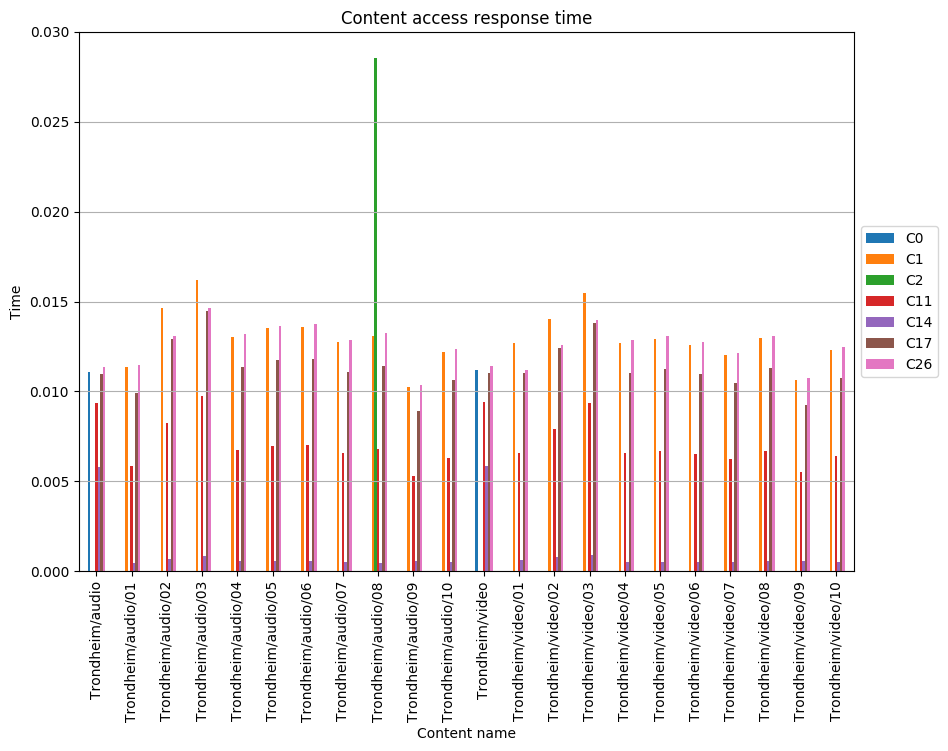 Content access response time
0.030
0.025
0.020
0.015
0.010
0.005
0.000
Time
Trondheim/audio
Trondheim/audio/01
Trondheim/audio/02
Trondheim/audio/03
Trondheim/audio/04
Trondheim/audio/05
Trondheim/audio/06
Trondheim/audio/07
Trondheim/audio/08
Trondheim/audio/09
Trondheim/audio/10
Trondheim/video
Trondheim/video/01
Trondheim/video/02
Trondheim/video/03
Trondheim/video/04
Trondheim/video/05
Trondheim/video/06
Trondheim/video/07
Trondheim/video/08
Trondheim/video/09
Trondheim/video/10
Content name
C0
C1
C2
C11
C14
C17
C26